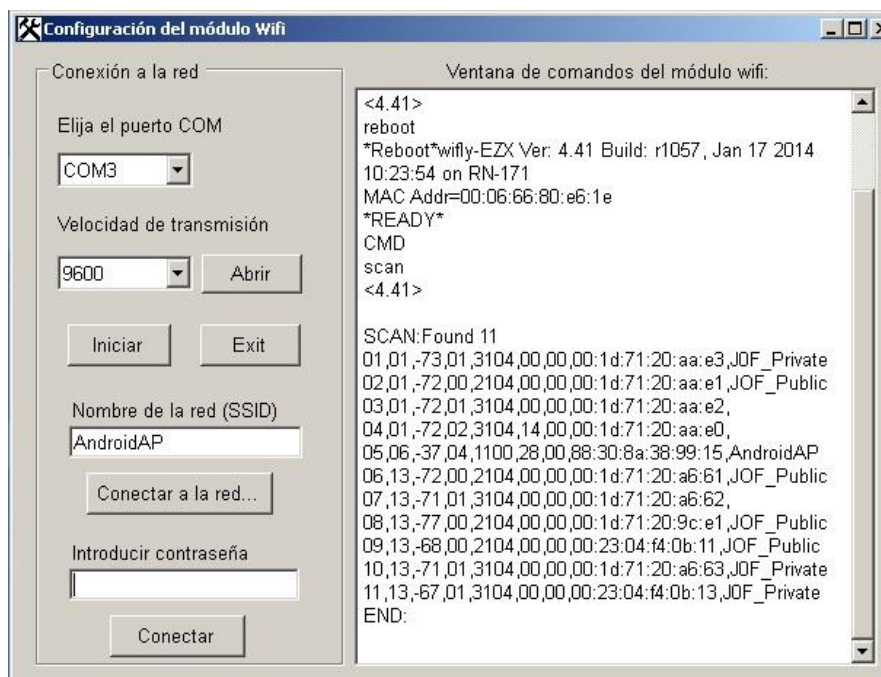 Configuración del módulo Wifi
Conexión a la red
Elija el puerto COM
COM3
Velocidad de transmisión
9600
Abrir
Iniciar
Exit
Nombre de la red (SSID)
AndroidAP
Conectar a la red...
Introducir contraseña
Conectar
Ventana de comandos del módulo wifi:
<4.41>
reboot
*Reboot*wifly-EZX Ver: 4.41 Build: r1057, Jan 17 2014
10:23:54 on RN-171
MAC Addr=00:06:66:80:e6:1e
*READY*
CMD
scan
<4.41>
SCAN:Found 11
01,01,-73,01,3104,00,00,00:1d:71:20:aa:e3,J0F_Private
02,01,-72,00,2104,00,00,00:1d:71:20:aa:e1,JOF_Public
03,01,-72,01,3104,00,00,00:1d:71:20:aa:e2,
04,01,-72,02,3104,14,00,00:1d:71:20:aa:e0,
05,06,-37,04,1100,28,00,88:30:8a:38:99:15,AndroidAP
06,13,-72,00,2104,00,00,00:1d:71:20:a6:61,JOF_Public
07,13,-71,01,3104,00,00,00:1d:71:20:a6:62,
08,13,-77,00,2104,00,00,00:1d:71:20:9c:e1,JOF_Public
09,13,-68,00,2104,00,00,00:23:04:f4:0b:11,JOF_Public
10,13,-71,01,3104,00,00,00:1d:71:20:a6:63,J0F_Private
11,13,-67,01,3104,00,00,00:23:04:f4:0b:13,J0F_Private
END: